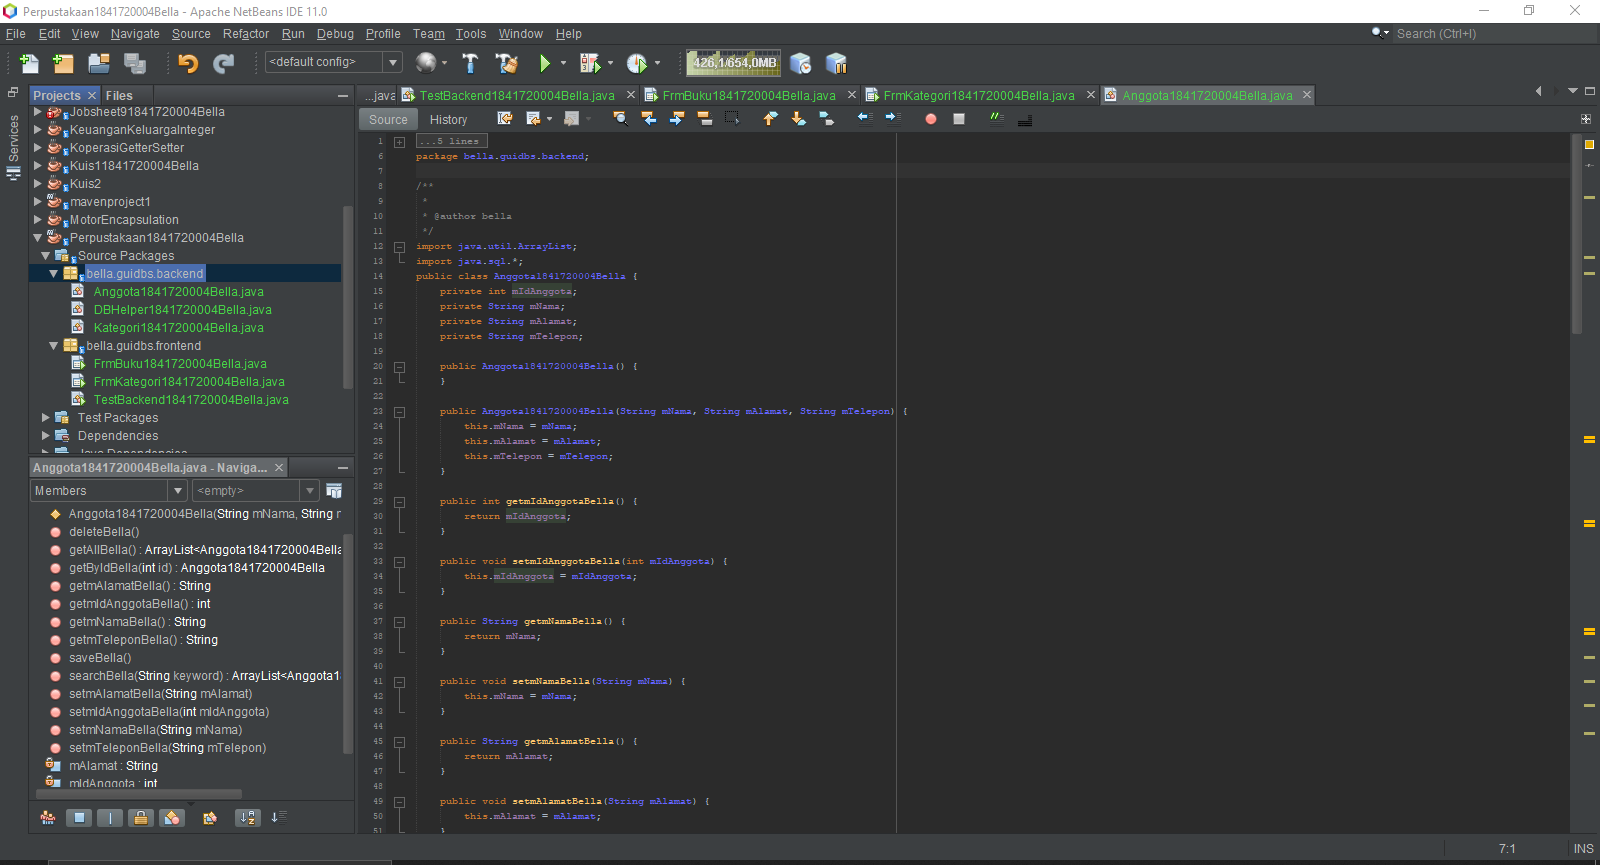 Perpustakaan1841720004Bella - Apache NetBeans IDE 11.0
File Edit View Navigate Source Refactor Run Debug Profile Team Tools Window Help
Search (Ctrl+I)
<default config>
426,1/654,0MB
Projects
Files
...java
TestBackend1841720004Bella.java
FrmBuku1841720004Bella.java
FrmKategori1841720004Bella.java
Anggota1841720004Bella.java
Services
Source
History
Jobsheet91841720004Bella
KeuanganKeluargaInteger
KoperasiGetterSetter
Kuis11841720004Bella
Kuis2
mavenproject1
MotorEncapsulation
Perpustakaan1841720004Bella
Source Packages
bella.guidbs.backend
Anggota1841720004Bella.java
DBHelper1841720004Bella.java
Kategori1841720004Bella.java
bella.guidbs.frontend
FrmBuku1841720004Bella.java
FrmKategori1841720004Bella.java
TestBackend1841720004Bella.java
Test Packages
Dependencies
Java Dependencies
Anggota1841720004Bella.java - Naviga...
Members
<empty>
Anggota1841720004Bella(String mNama, String r
deleteBella()
getAllBella() : ArrayList<Anggota1841720004Bella
getByIdBella(int id) : Anggota1841720004Bella
getmAlamatBella() : String
getmIdAnggotaBella() : int
getmNamaBella() : String
getmTeleponBella() : String
saveBella()
searchBella(String keyword) : ArrayList<Anggota1
setmAlamatBella(String mAlamat)
setmIdAnggotaBella(int mIdAnggota)
setmNamaBella(String mNama)
setmTeleponBella(String mTelepon)
mAlamat : String
mIdAnggota : int
1 ...5 lines
6 package bella.guidbs.backend;
7
8 /**
9 *
10 * @author bella
11 */
12 import java.util.ArrayList;
13 import java.sql.*;
14 public class Anggota1841720004Bella {
15 private int mIdAnggota;
16 private String mNama;
17 private String mAlamat;
18 private String mTelepon;
19
20 public Anggota1841720004Bella() {
21 }
22
23 public Anggota1841720004Bella(String mNama, String mAlamat, String mTelepon) {
24 this.mNama = mNama;
25 this.mAlamat = mAlamat;
26 this.mTelepon = mTelepon;
27 }
28
29 public int getmIdAnggotaBella() {
30 return mIdAnggota;
31 }
32
33 public void setmIdAnggotaBella(int mIdAnggota) {
34 this.mIdAnggota = mIdAnggota;
35 }
36
37 public String getmNamaBella() {
38 return mNama;
39 }
40
41 public void setmNamaBella(String mNama) {
42 this.mNama = mNama;
43 }
44
45 public String getmAlamatBella() {
46 return mAlamat;
47 }
48
49 public void setmAlamatBella(String mAlamat) {
50 this.mAlamat = mAlamat;
51 }
7:1
INS